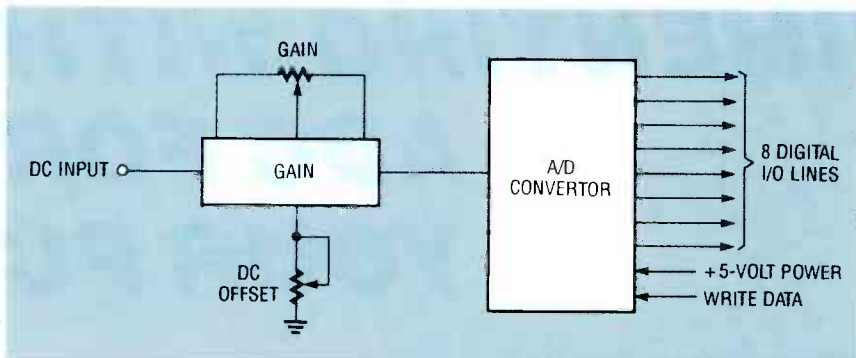 GAIN
DC INPUT
GAIN
DC
OFFSET
A/D
CONVERTOR
8 DIGITAL
I/O LINES
+5-VOLT POWER
WRITE DATA